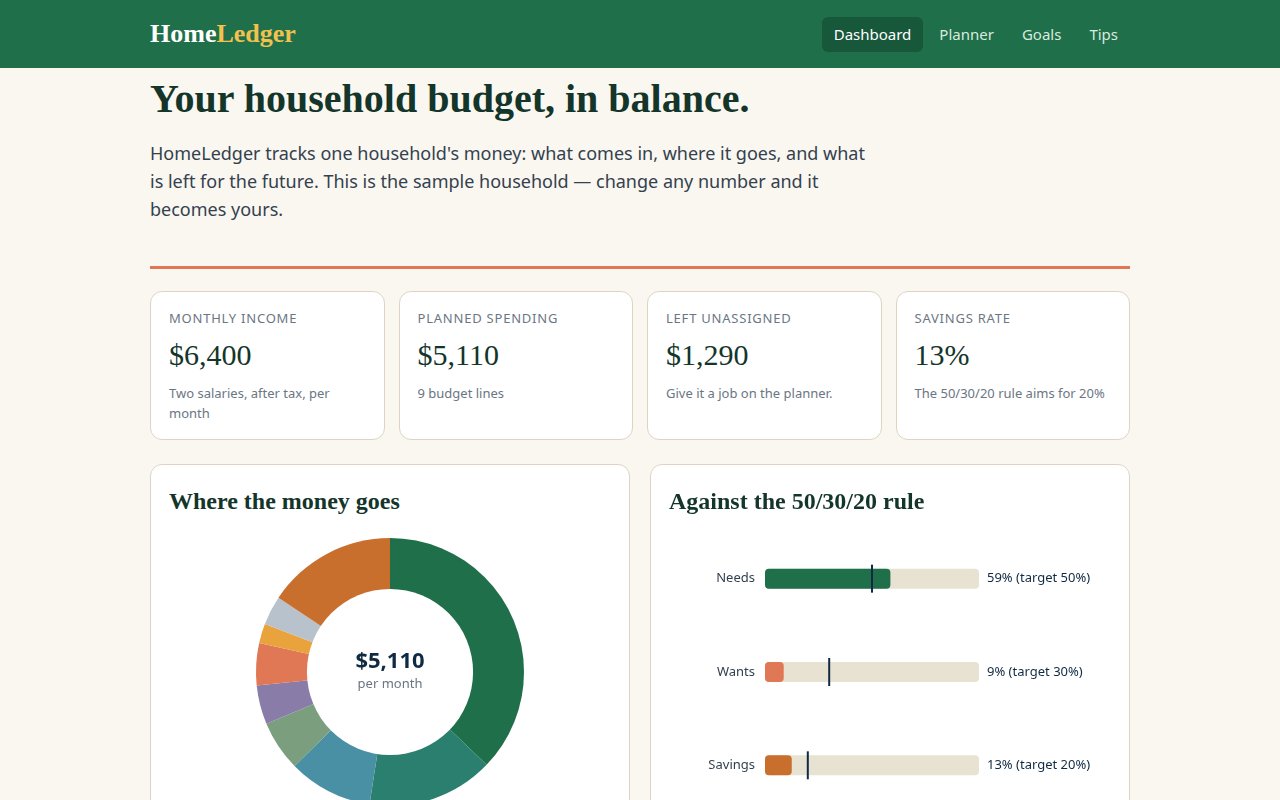 HomeLedger
Dashboard Planner Goals Tips
Your household budget, in balance.
HomeLedger tracks one household's money: what comes in, where it goes, and what
is left for the future. This is the sample household — change any number and it
becomes yours.
MONTHLY INCOME
$6,400
Two salaries, after tax, per
month
PLANNED SPENDING
$5,110
9 budget lines
LEFT UNASSIGNED
$1,290
Give it a job on the planner.
SAVINGS RATE
13%
The 50/30/20 rule aims for 20%
Where the money goes
$5,110
per month
Against the 50/30/20 rule
Needs 59% (target 50%)
Wants 9% (target 30%)
Savings 13% (target 20%)